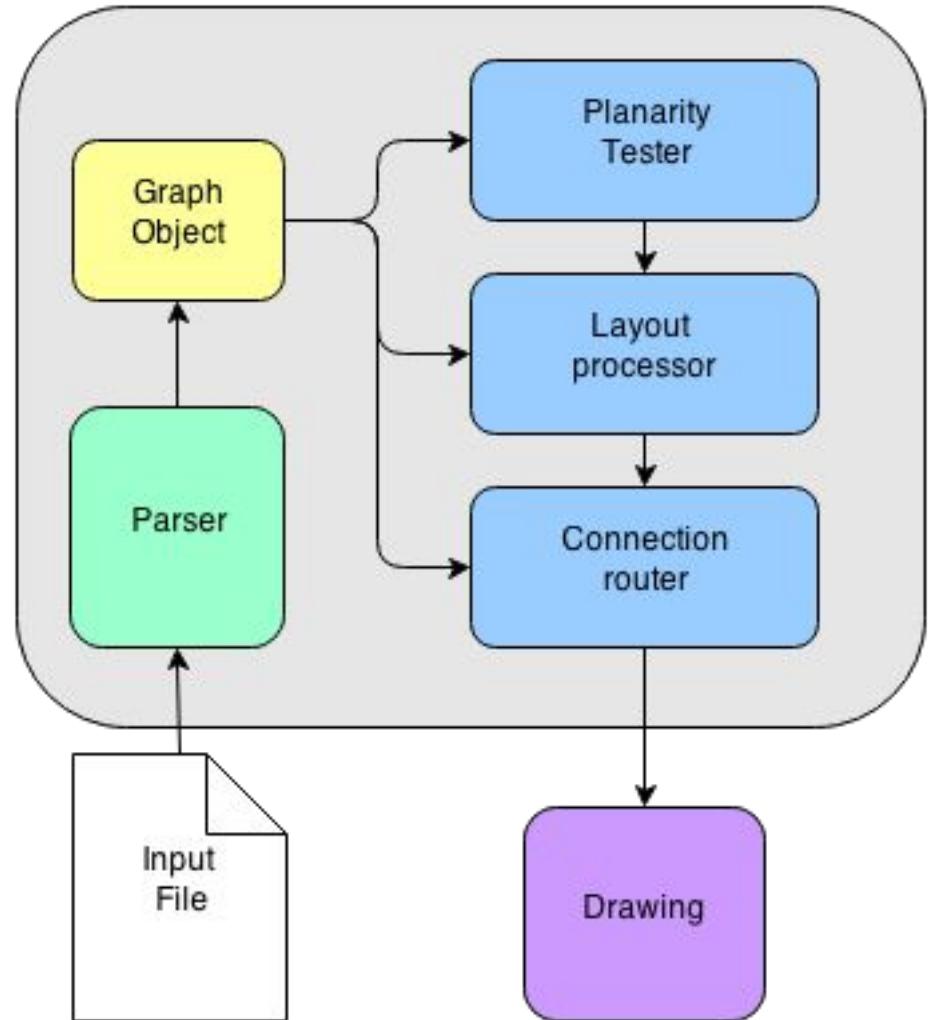 Planarity
Tester
Graph
Object
Layout
processor
Parser
Connection
router
Input
File
Drawing